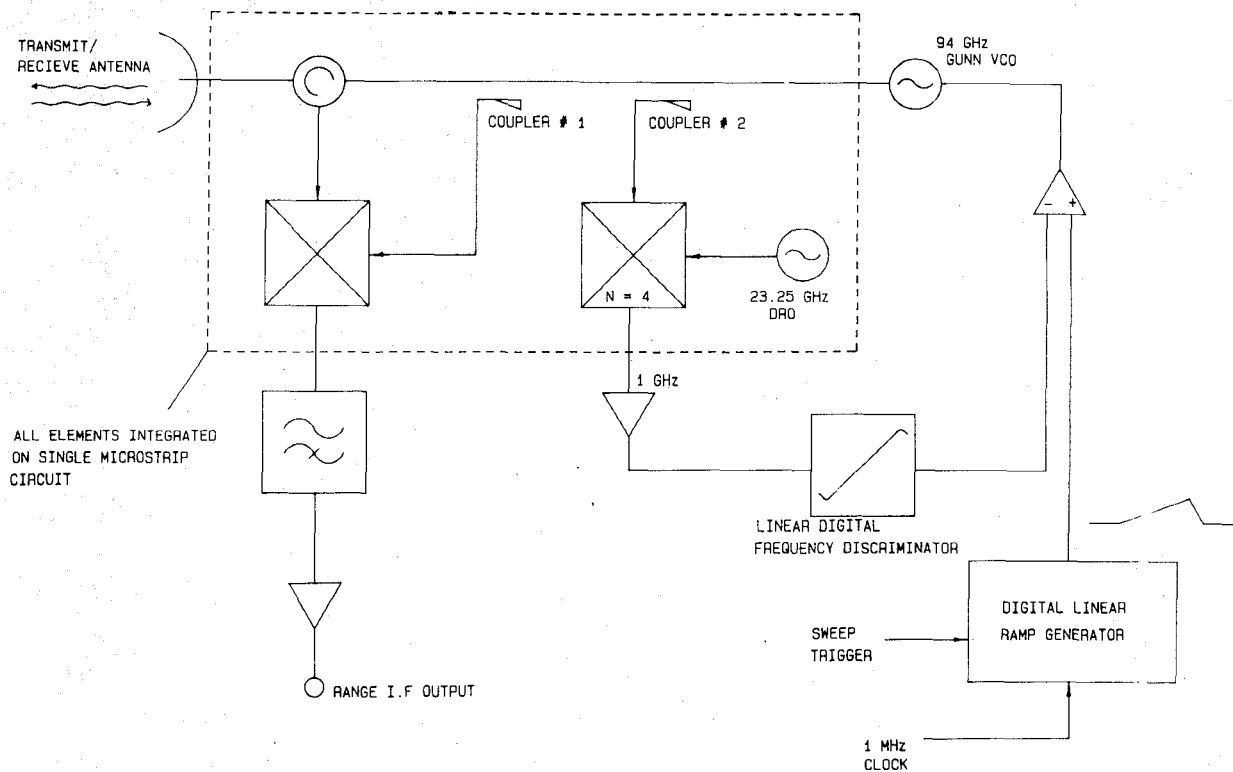 TRANSMIT/
RECIEVE ANTENNA
94 GHz
GUNN VCO
COUPLER # 1
COUPLER # 2
- +
N = 4
23.25 GHz
DRO
1 GHz
ALL ELEMENTS INTEGRATED
ON SINGLE MICROSTRIP
CIRCUIT
LINEAR DIGITAL
FREQUENCY DISCRIMINATOR
DIGITAL LINEAR
RAMP GENERATOR
SWEEP
TRIGGER
RANGE I.F OUTPUT
1 MHz
CLOCK